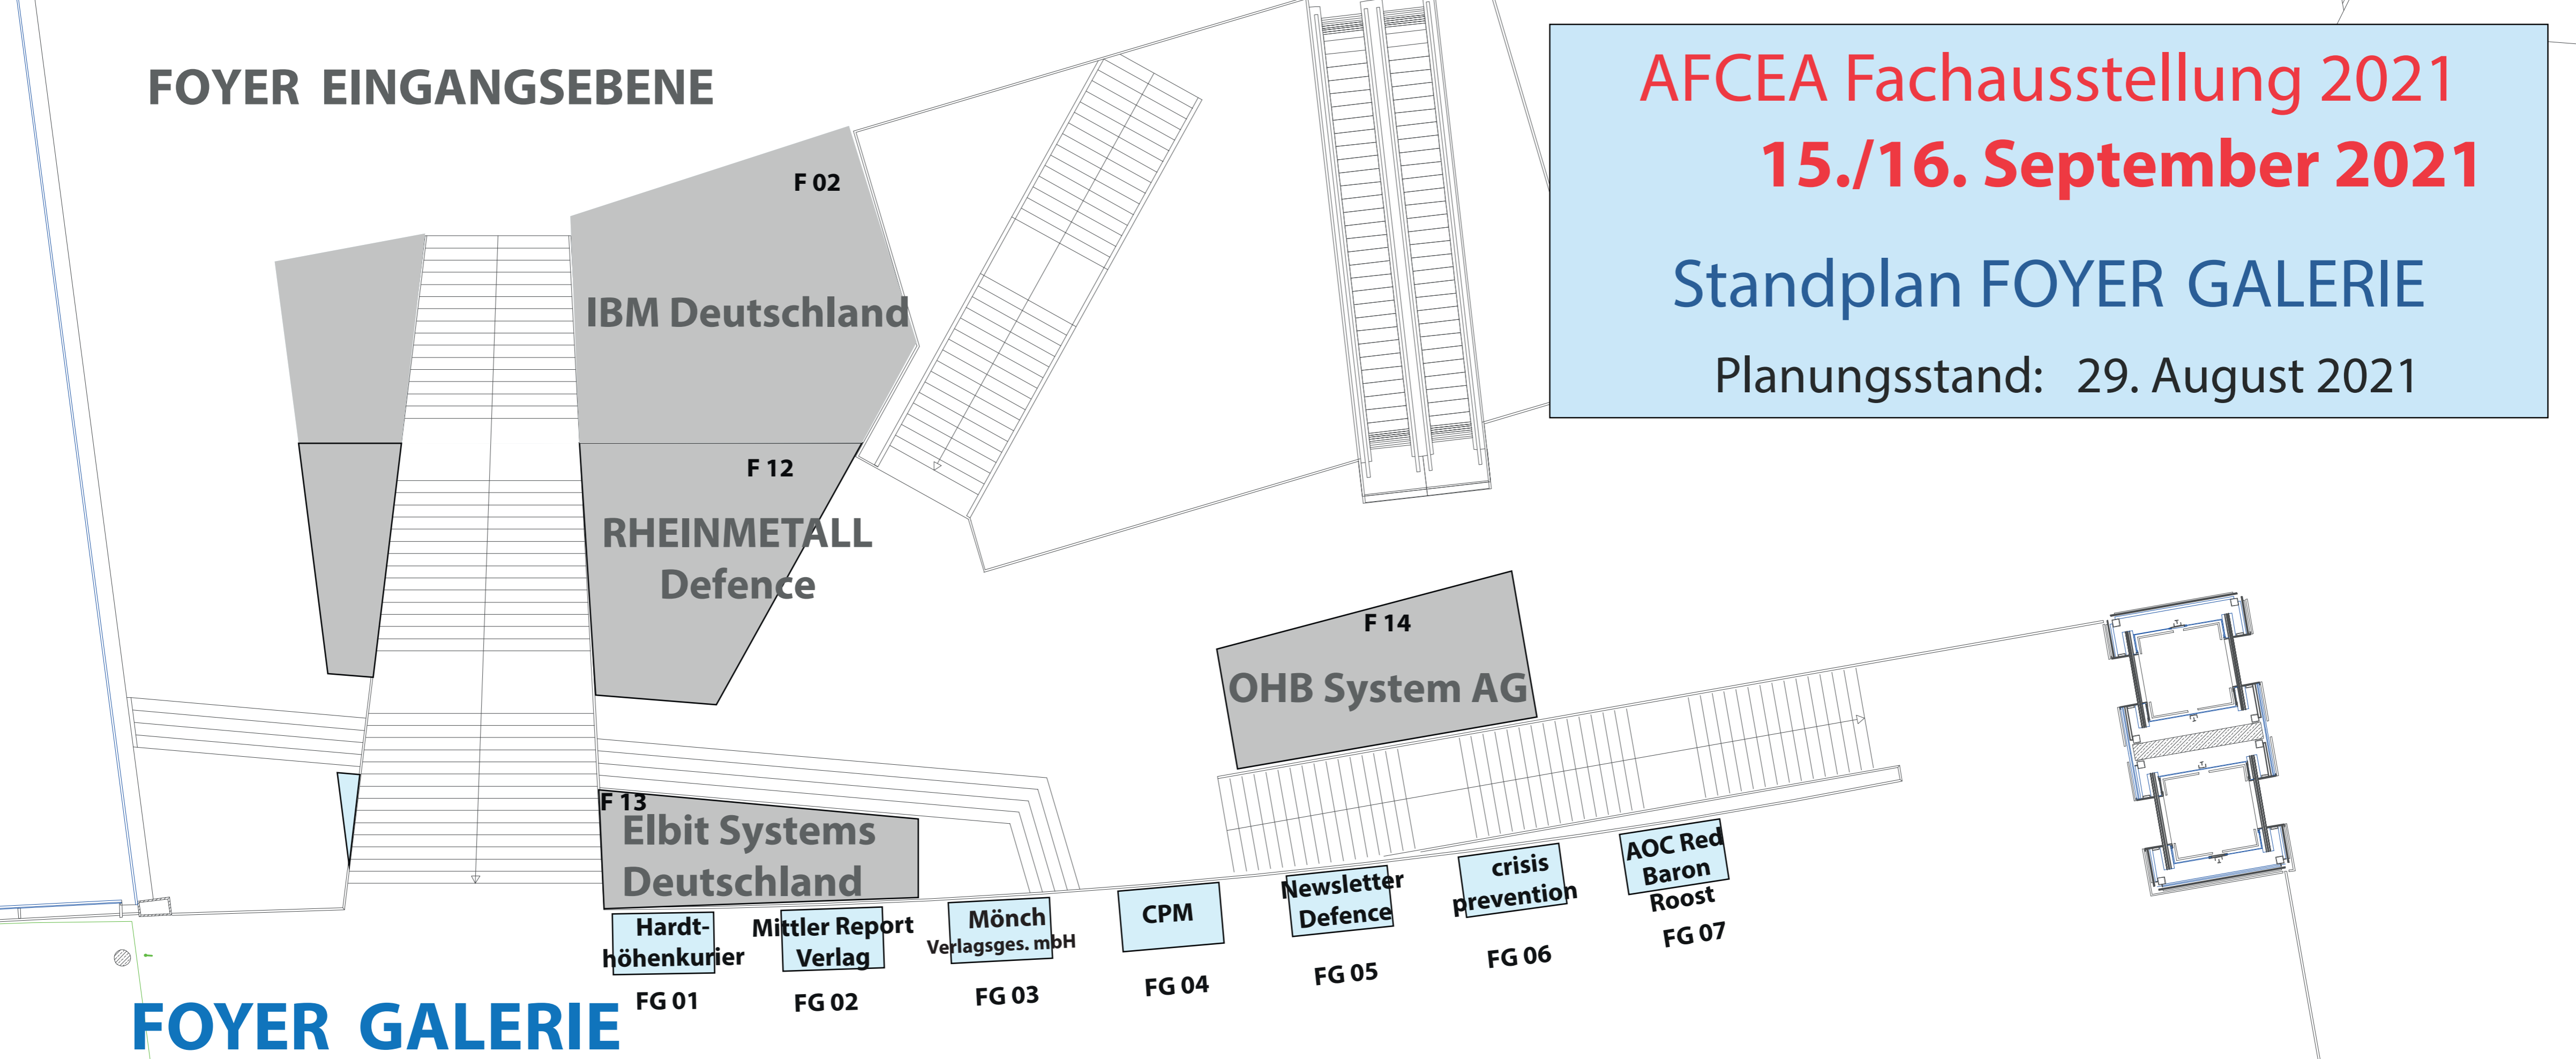 FOYER EINGANGSEBENE
AFCEA Fachausstellung 2021
15./16. September 2021
Standplan FOYER GALERIE
Planungsstand: 29. August 2021
F 02
IBM Deutschland
F 12
RHEINMETALL
Defence
F 14
OHB System AG
F 13
Elbit Systems
Deutschland
Hardt-
höhenkurier
FG 01
Mittler Report
Verlag
FG 02
Mönch
Verlagsges. mbH
FG 03
CPM
FG 04
Newsletter
Defence
FG 05
crisis
prevention
FG 06
AOC Red
Baron
Roost
FG 07
FOYER GALERIE